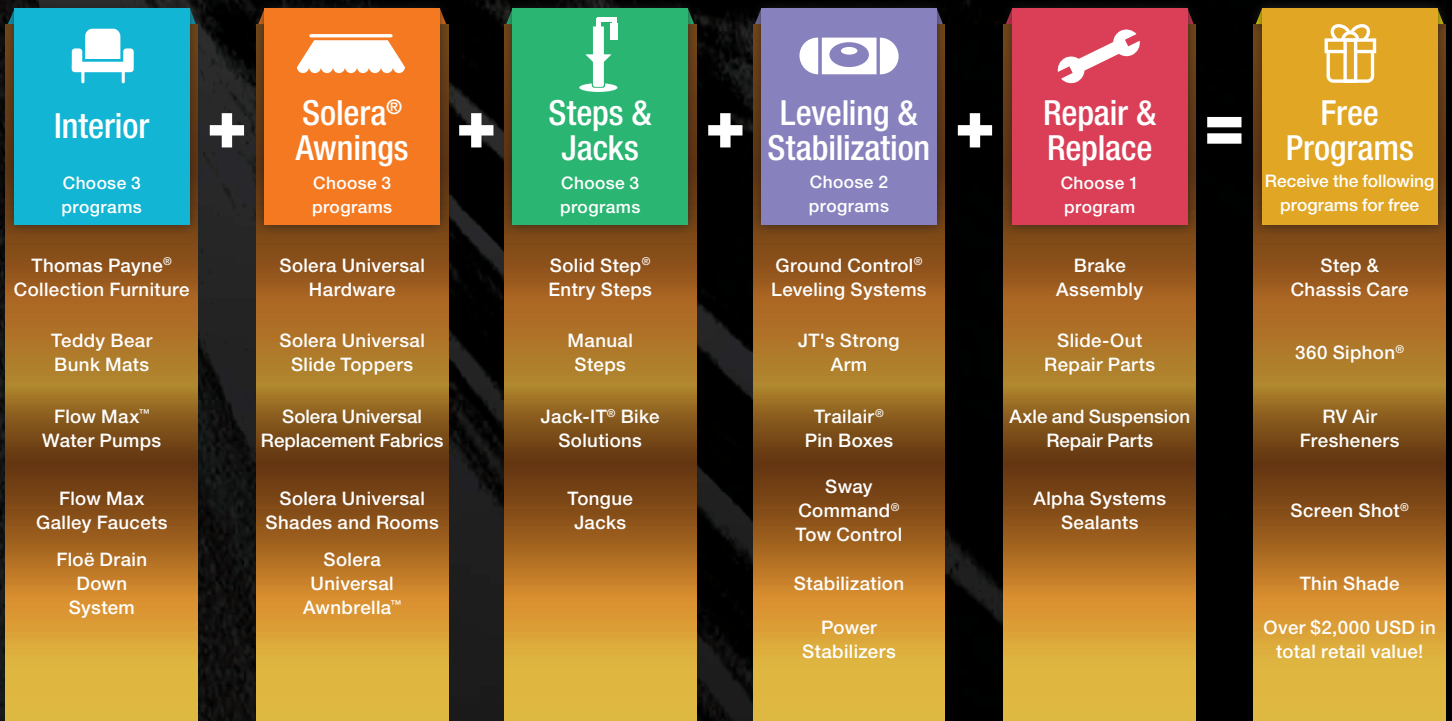 Interior
Choose 3
programs
Thomas Payne®
Collection Furniture
Teddy Bear
Bunk Mats
Flow Max™
Water Pumps
Flow Max
Galley Faucets
Floë Drain
Down
System
+
Solera®
Awnings
Choose 3
programs
Solera Universal
Hardware
Solera Universal
Slide Toppers
Solera Universal
Replacement Fabrics
Solera Universal
Shades and Rooms
Solera
Universal
Awnbrella™
+
Steps &
Jacks
Choose 3
programs
Solid Step®
Entry Steps
Manual
Steps
Jack-IT® Bike
Solutions
Tongue
Jacks
+
Leveling &
Stabilization
Choose 2
programs
Ground Control®
Leveling Systems
JT's Strong
Arm
Trailair®
Pin Boxes
Sway
Command®
Tow Control
Stabilization
Power
Stabilizers
+
Repair &
Replace
Choose 1
program
Brake
Assembly
Slide-Out
Repair Parts
Axle and Suspension
Repair Parts
Alpha Systems
Sealants
=
Free
Programs
Receive the following
programs for free
Step &
Chassis Care
360 Siphon®
RV Air
Fresheners
Screen Shot®
Thin Shade
Over $2,000 USD in
total retail value!